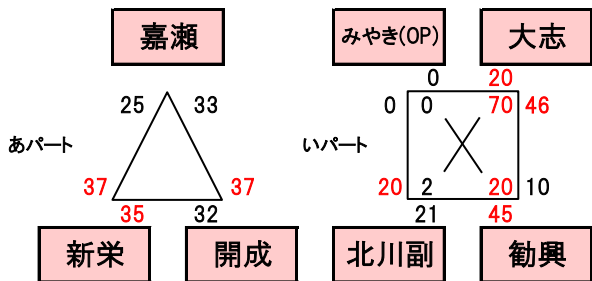 嘉瀬
みやき(OP)
大志
0 20
25 33
0 0 70 46
あパート
いパート
37 37
20 2 20 10
35 32
21 45
新栄
開成
北川副
勧興